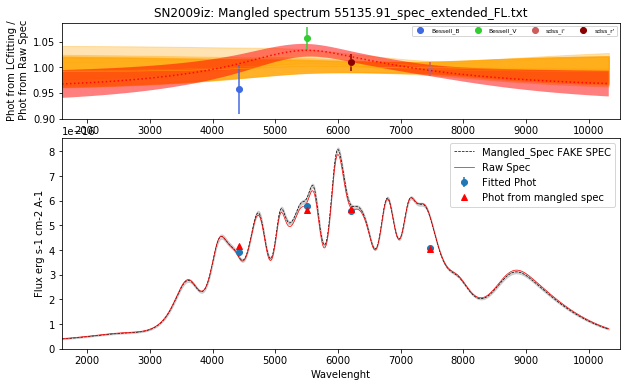 SN2009iz: Mangled spectrum 55135.91_spec_extended_FL.txt
Phot from LCfitting /
Phot from Raw Spec
1.05
1.00
0.95
0.90
Bessell_B
Bessell_V
sdss_i'
sdss_r'
2000 3000 4000 5000 6000 7000 8000 9000 10000
1e−16
Flux erg s-1 cm-2 A-1
8
7
6
5
4
3
2
1
0
Mangled_Spec FAKE SPEC
Raw Spec
Fitted Phot
Phot from mangled spec
2000 3000 4000 5000 6000 7000 8000 9000 10000
Wavelenght